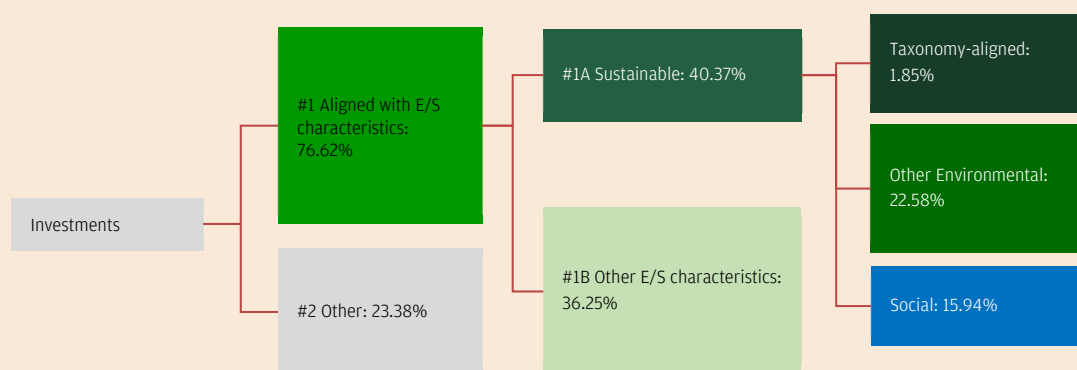 Investments
#1 Aligned with E/S
characteristics:
76.62%
#2 Other: 23.38%
#1A Sustainable: 40.37%
#1B Other E/S characteristics:
36.25%
Taxonomy-aligned:
1.85%
Other Environmental:
22.58%
Social: 15.94%